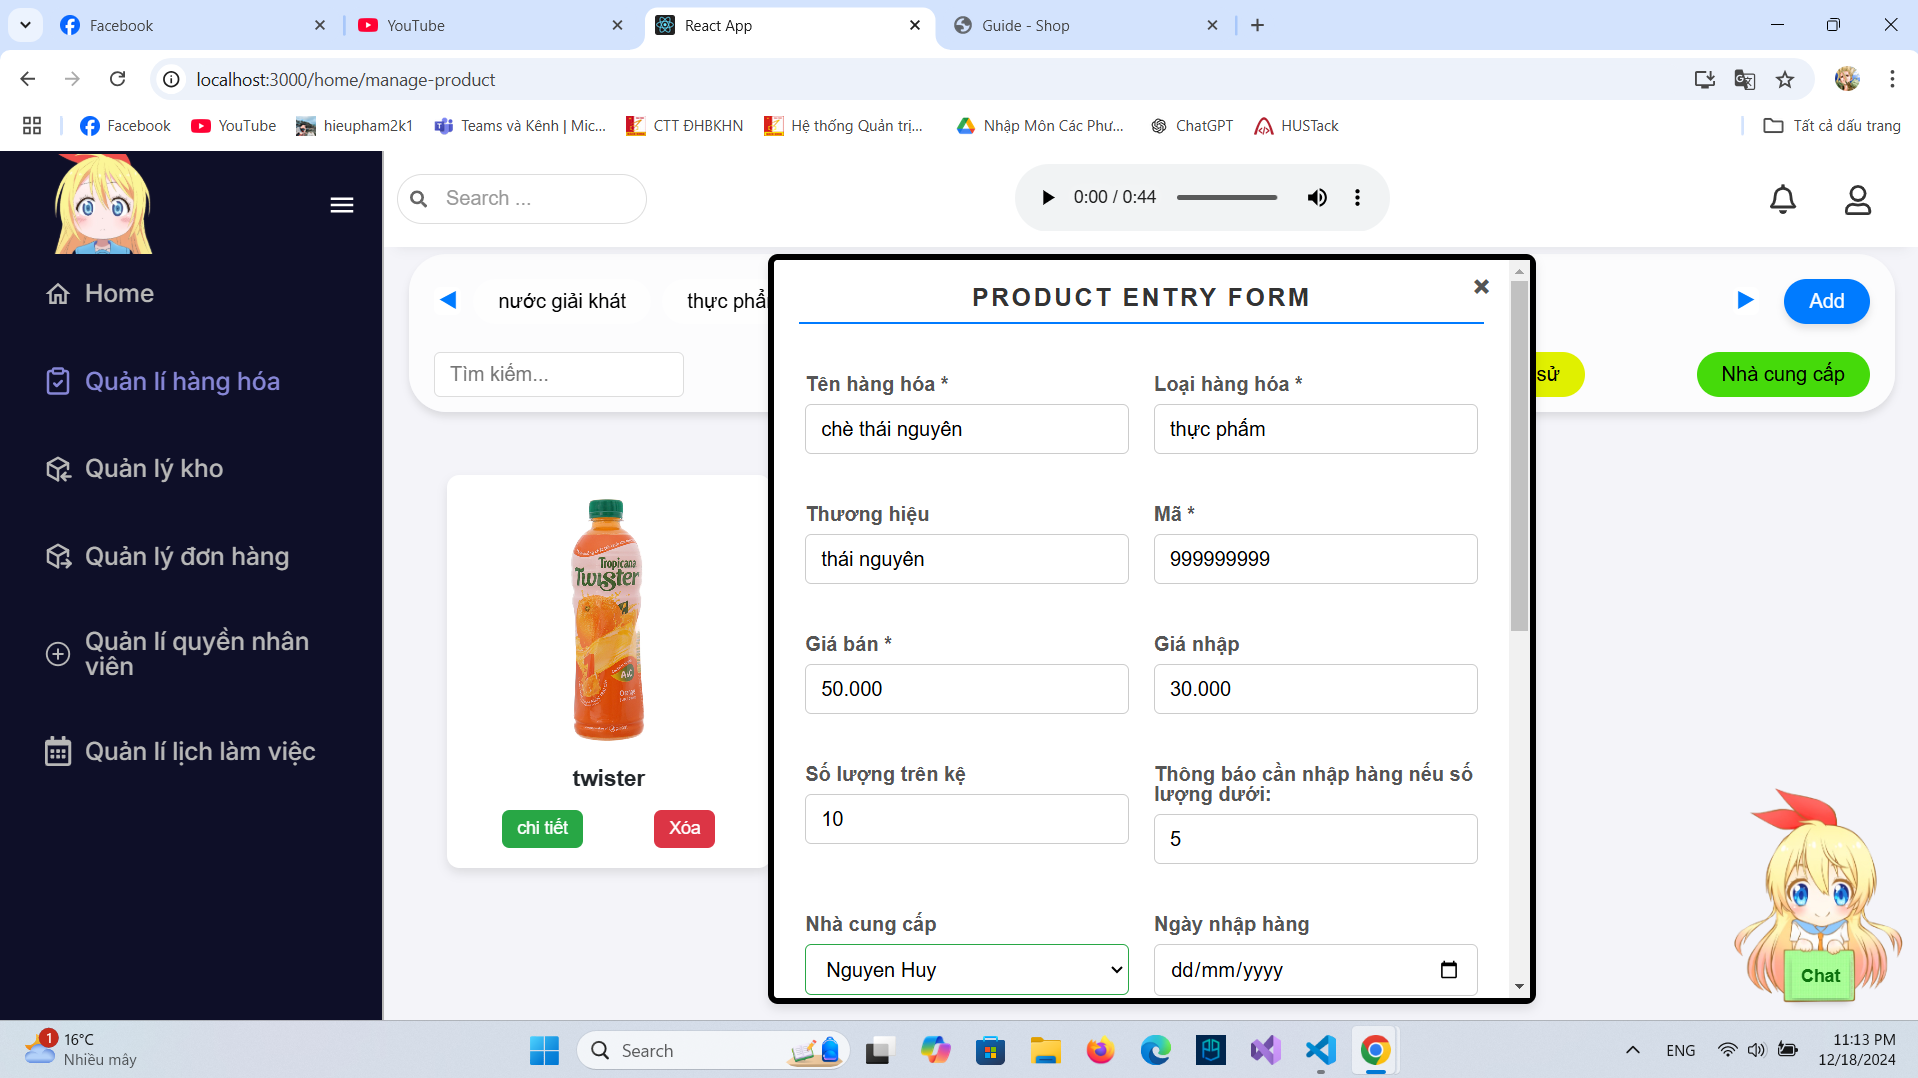 Facebook
YouTube
React App
Guide - Shop
localhost:3000/home/manage-product
Facebook
YouTube
hieupham2k1
Teams và Kênh | Mic...
CTT ĐHBKHN
Hệ thống Quản trị...
Nhập Môn Các Phư...
ChatGPT
HUSTack
Tất cả dấu trang
Search ...
0:00 / 0:44
Home
Quản lí hàng hóa
Quản lý kho
Quản lý đơn hàng
Quản lí quyền nhân
viên
Quản lí lịch làm việc
nước giải khát
thực phẩ
Add
Tìm kiếm...
sử
Nhà cung cấp
Tropicana
Twister
twister
chi tiết
Xóa
PRODUCT ENTRY FORM
Tên hàng hóa *
Loại hàng hóa *
chè thái nguyên
thực phẩm
Thương hiệu
Mã *
thái nguyên
999999999
Giá bán *
Giá nhập
50.000
30.000
Số lượng trên kệ
Thông báo cần nhập hàng nếu số
lượng dưới:
10
5
Nhà cung cấp
Ngày nhập hàng
Nguyen Huy
dd/mm/yyyy
Chat
1
16°C
Nhiều mây
Search
ENG
11:13 PM
12/18/2024